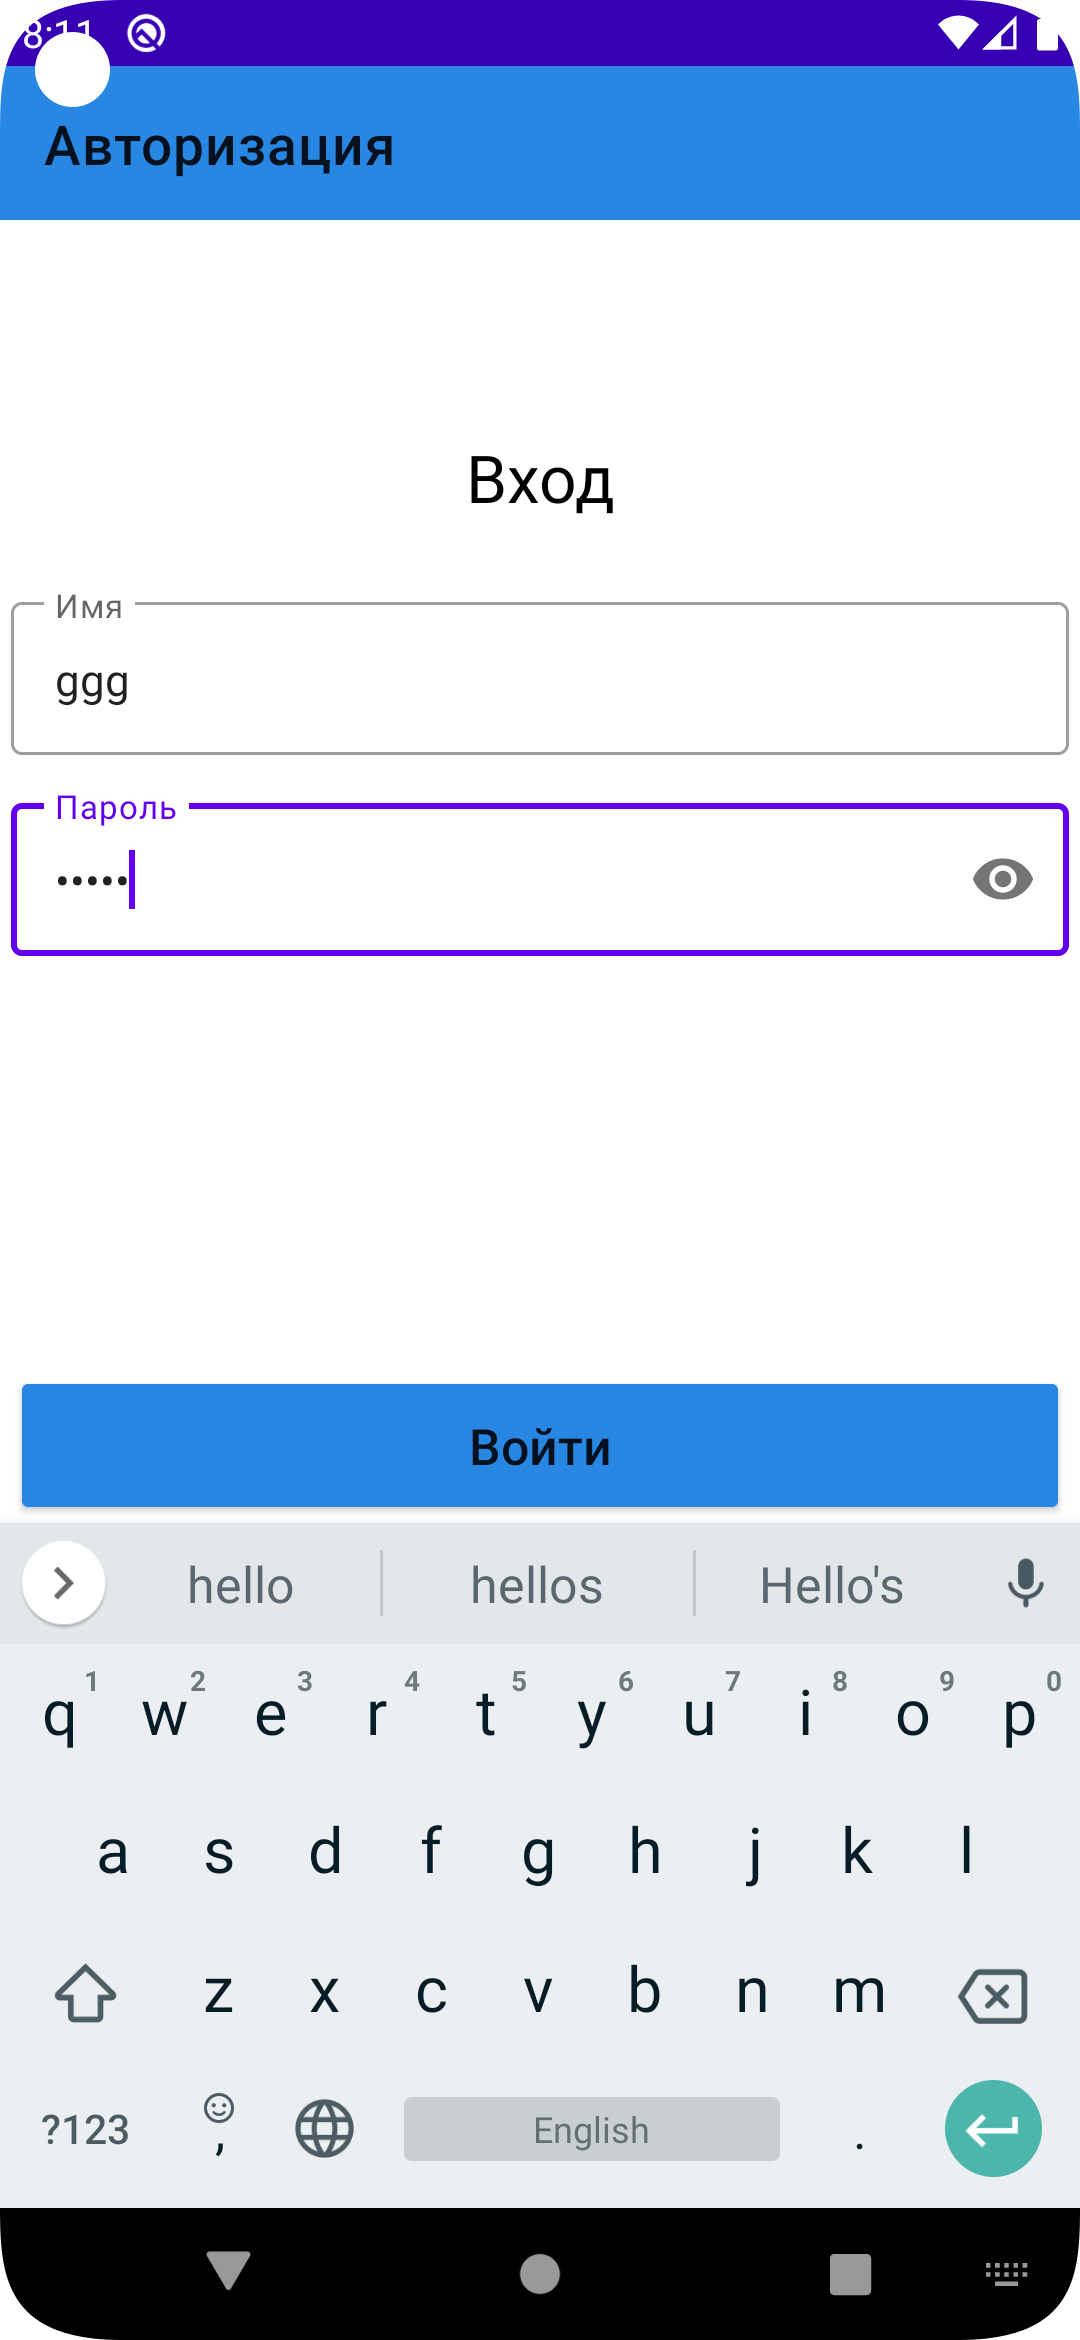 8:11
Авторизация
Вход
Имя
ggg
Пароль
•••••
Войти
hello hellos Hello's
1 2 3 4 5 6 7 8 9 0
q w e r t y u i o p
a s d f g h j k l
z x c v b n m
?123 , English .